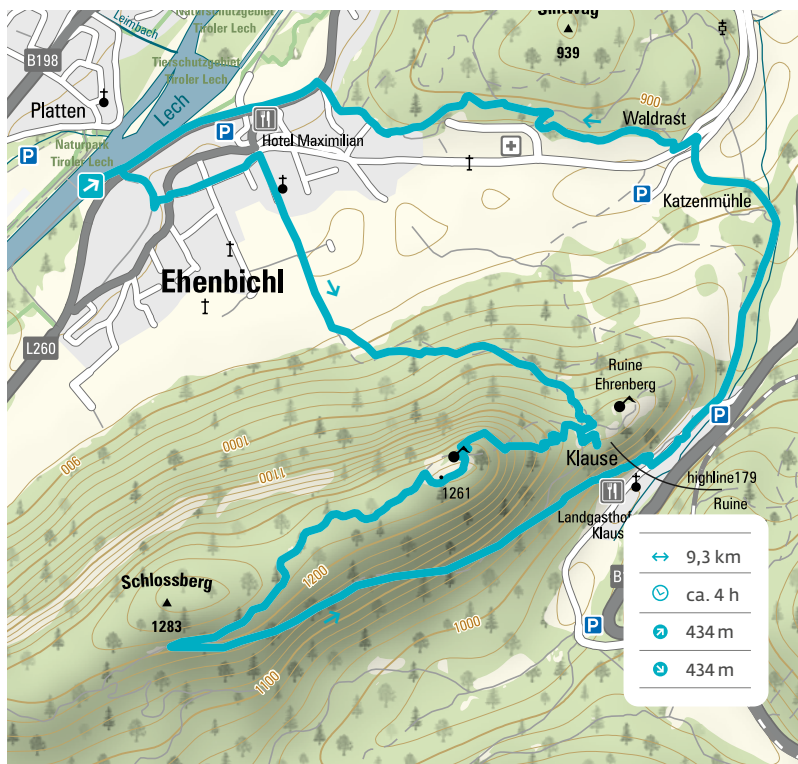 Naturschutzgebiet
Tiroler Lech
Leimbach
Sintwag
939
B198
Tierschutzgebiet
Tiroler Lech
Platten
Lech
900
Waldrast
P
Hotel Maximilian
P
Naturpark
Tiroler Lech
P
Katzenmühle
Ehenbichl
L260
Ruine
Ehrenberg
P
1000
900
1100
Klause
highline179
1261
Ruine
Landgasthof
Klause
1200
Schlossberg
1283
1000
1100
P
B
9,3 km
ca. 4 h
434 m
434 m